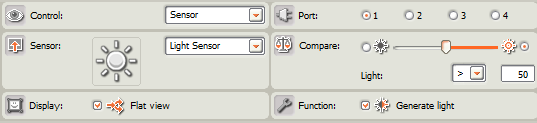 Control: Sensor
Port: 1 2 3 4
Sensor: Light Sensor
Compare:
Light: > 50
Display: Flat view
Function: Generate light